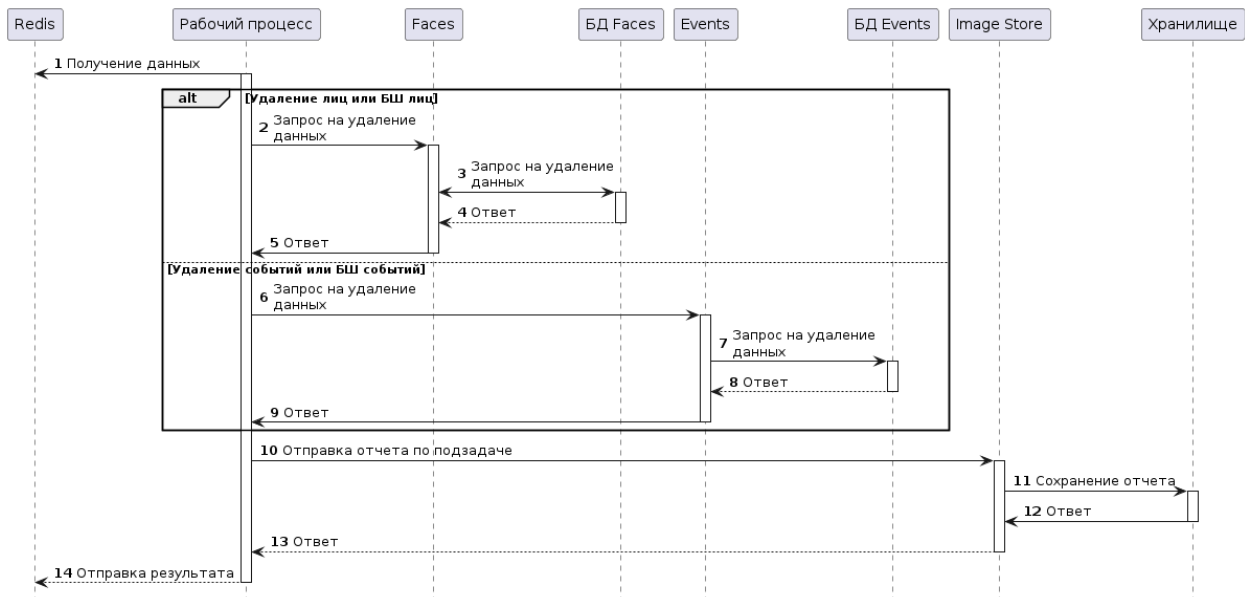 Redis
Рабочий процесс
Faces
БД Faces
Events
БД Events
Image Store
Хранилище
1 Получение данных
alt
[Удаление лиц или БШ лиц]
2 Запрос на удаление
данных
3 Запрос на удаление
данных
4 Ответ
5 Ответ
[Удаление событий или БШ событий]
6 Запрос на удаление
данных
7 Запрос на удаление
данных
8 Ответ
9 Ответ
10 Отправка отчета по подзадаче
11 Сохранение отчета
12 Ответ
13 Ответ
14 Отправка результата